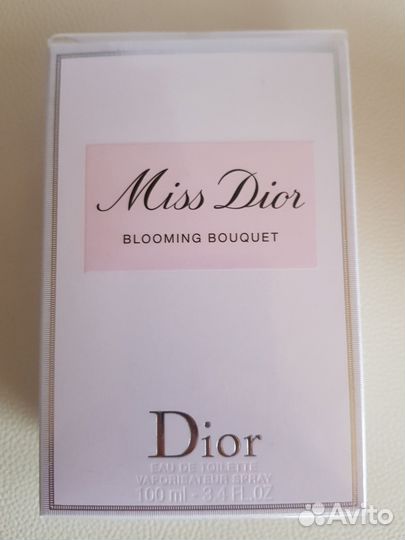 Miss Dior
BLOOMING BOUQUET
Dior
EAU DE TOILETTE
VAPORISATEUR SPRAY
100 ml - 3.4 FL.OZ
Avito